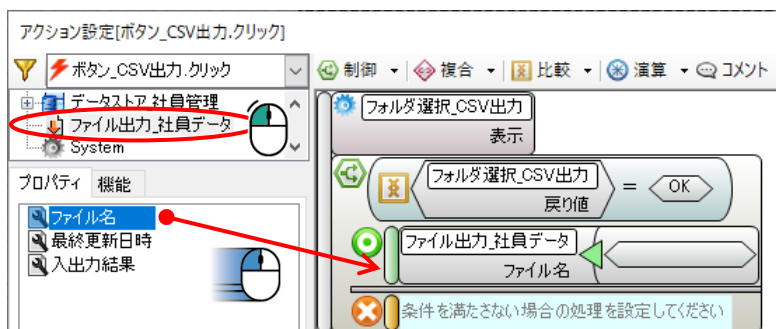 アクション設定[ボタン_CSV出力.クリック]
ボタン_CSV出力.クリック
制御 複合 比較 演算 コメント
データストア_社員管理
ファイル出力_社員データ
System
プロパティ 機能
ファイル名
最終更新日時
入出力結果
フォルダ選択_CSV出力
表示
フォルダ選択_CSV出力
戻り値
= OK
ファイル出力_社員データ
ファイル名
条件を満たさない場合の処理を設定してください